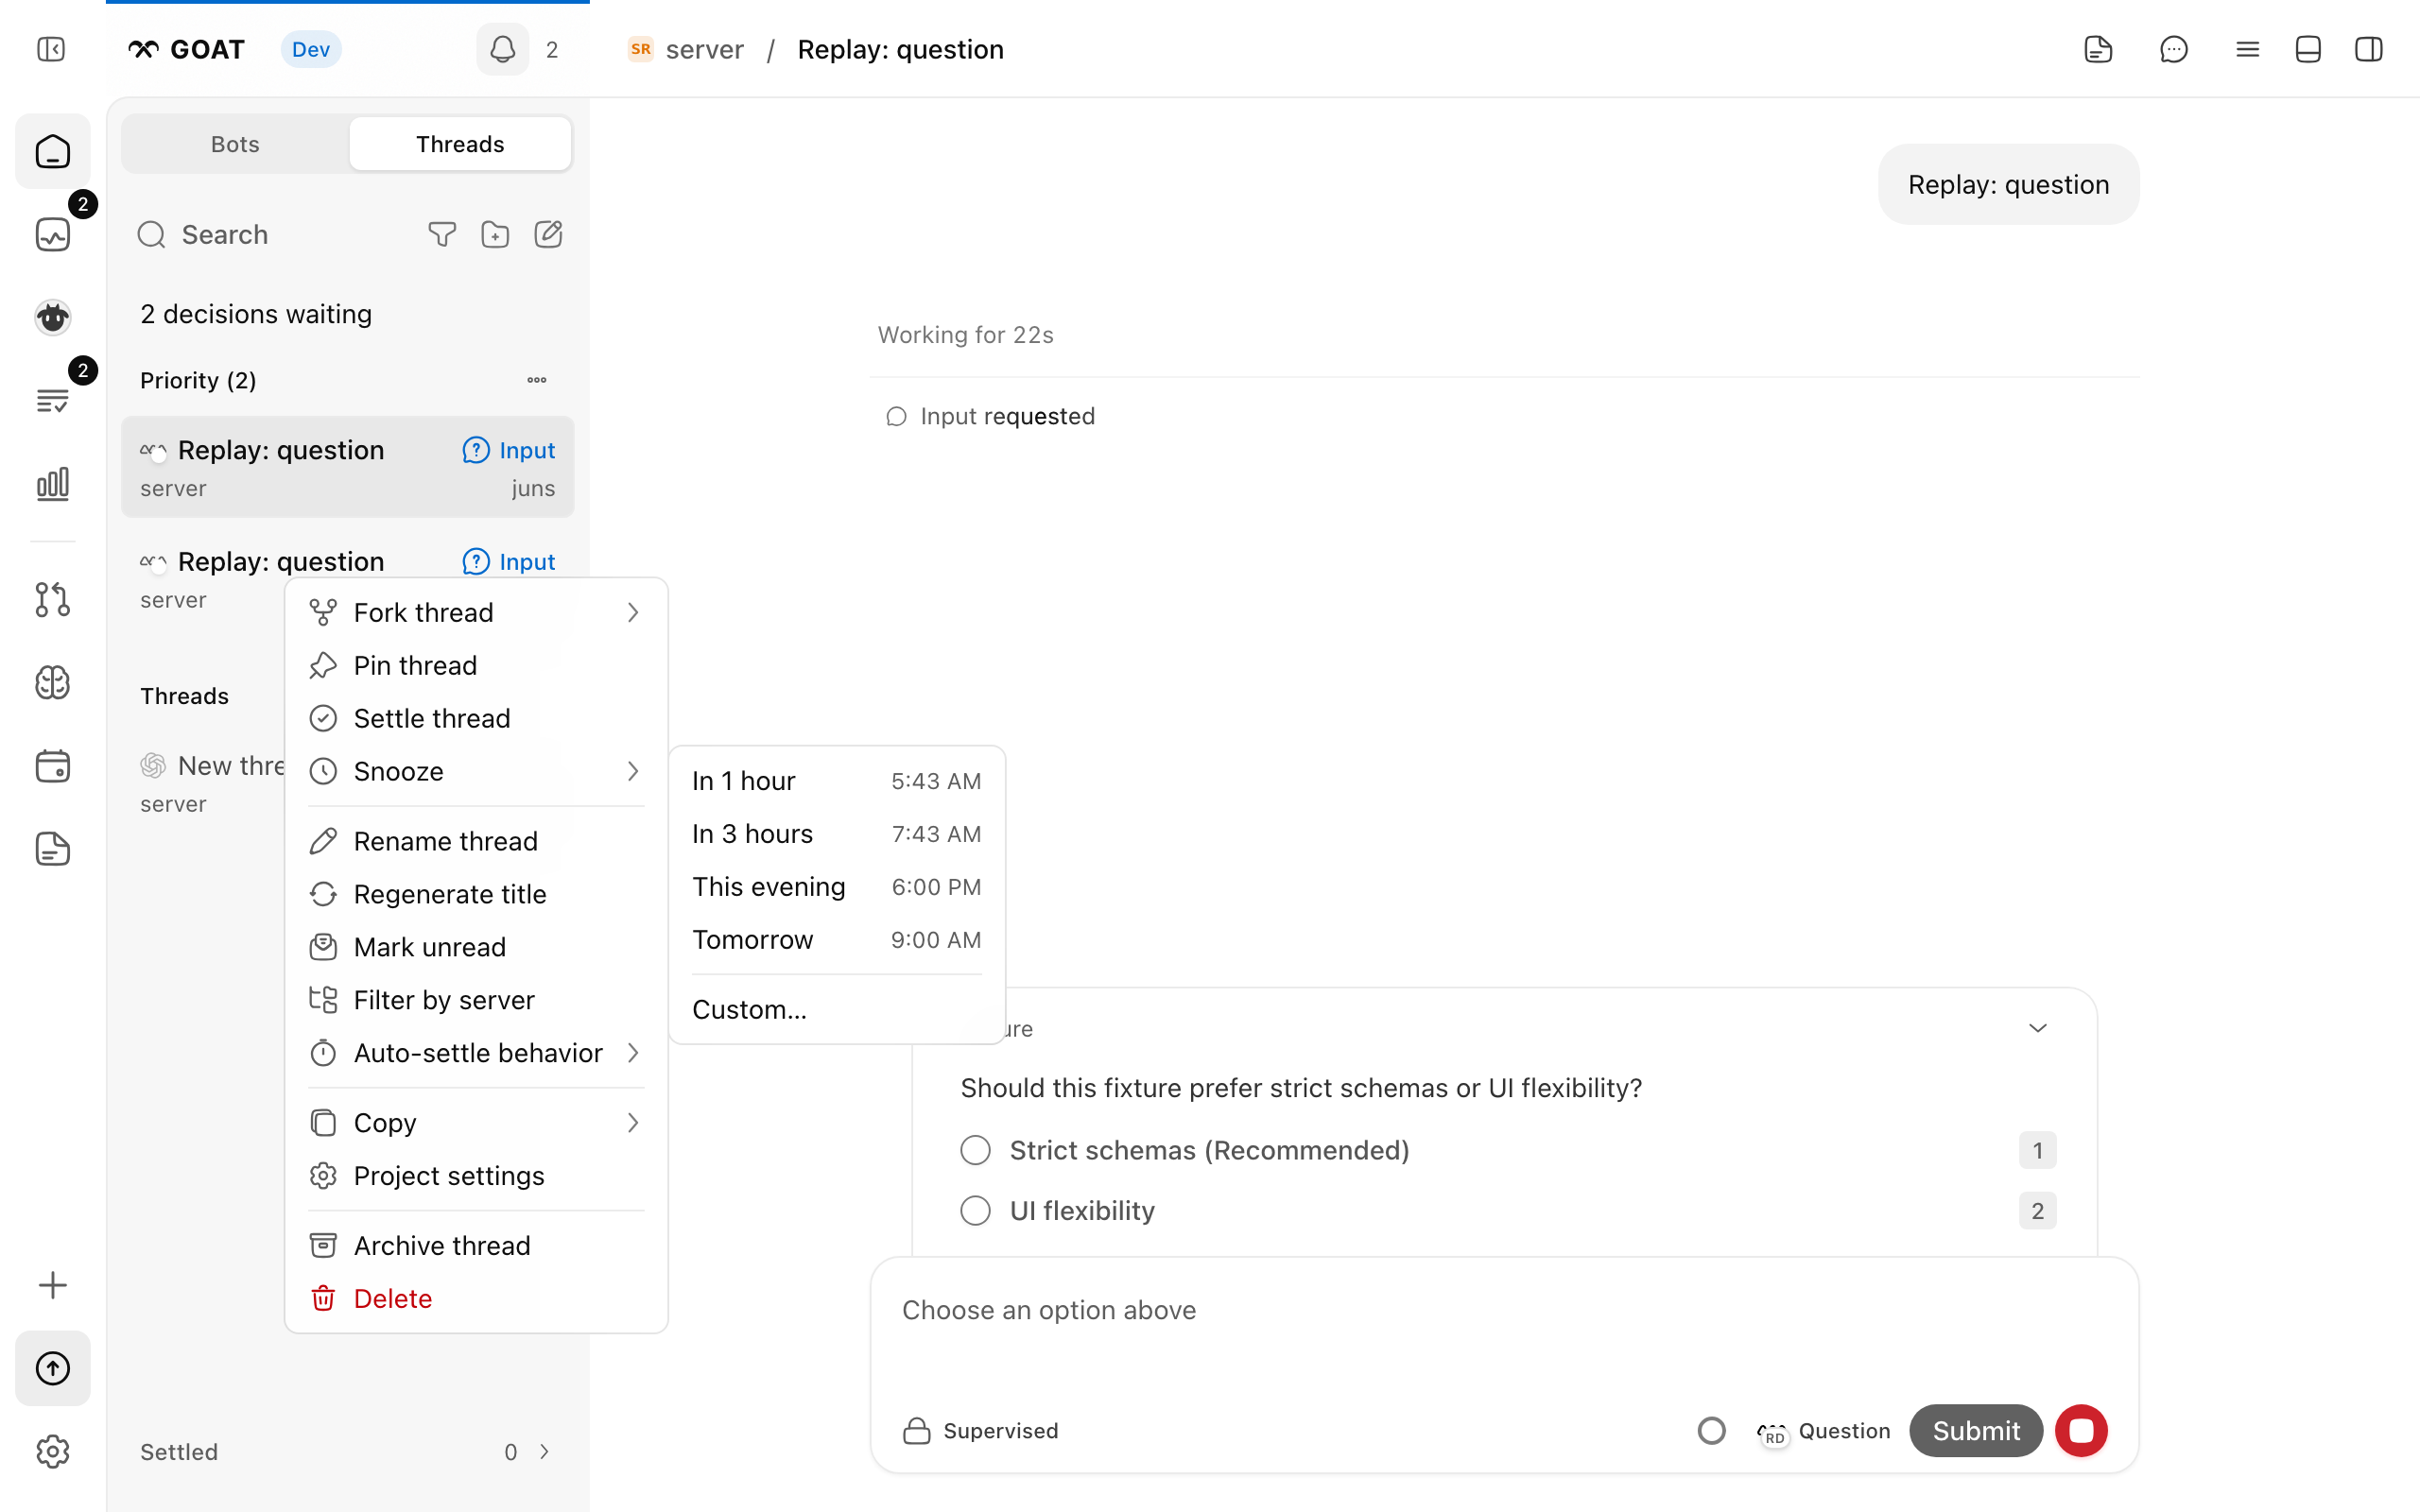 GOAT
Dev
2
SR server / Replay: question
Bots
Threads
2
Search
2 decisions waiting
2
Priority (2)
Replay: question
Input
server
juns
Replay: question
Input
server
Threads
New thre
server
Fork thread
Pin thread
Settle thread
Snooze
Rename thread
Regenerate title
Mark unread
Filter by server
Auto-settle behavior
Copy
Project settings
Archive thread
Delete
In 1 hour 5:43 AM
In 3 hours 7:43 AM
This evening 6:00 PM
Tomorrow 9:00 AM
Custom...
Settled 0
Replay: question
Working for 22s
Input requested
ure
Should this fixture prefer strict schemas or UI flexibility?
Strict schemas (Recommended) 1
UI flexibility 2
Choose an option above
Supervised
RD
Question
Submit